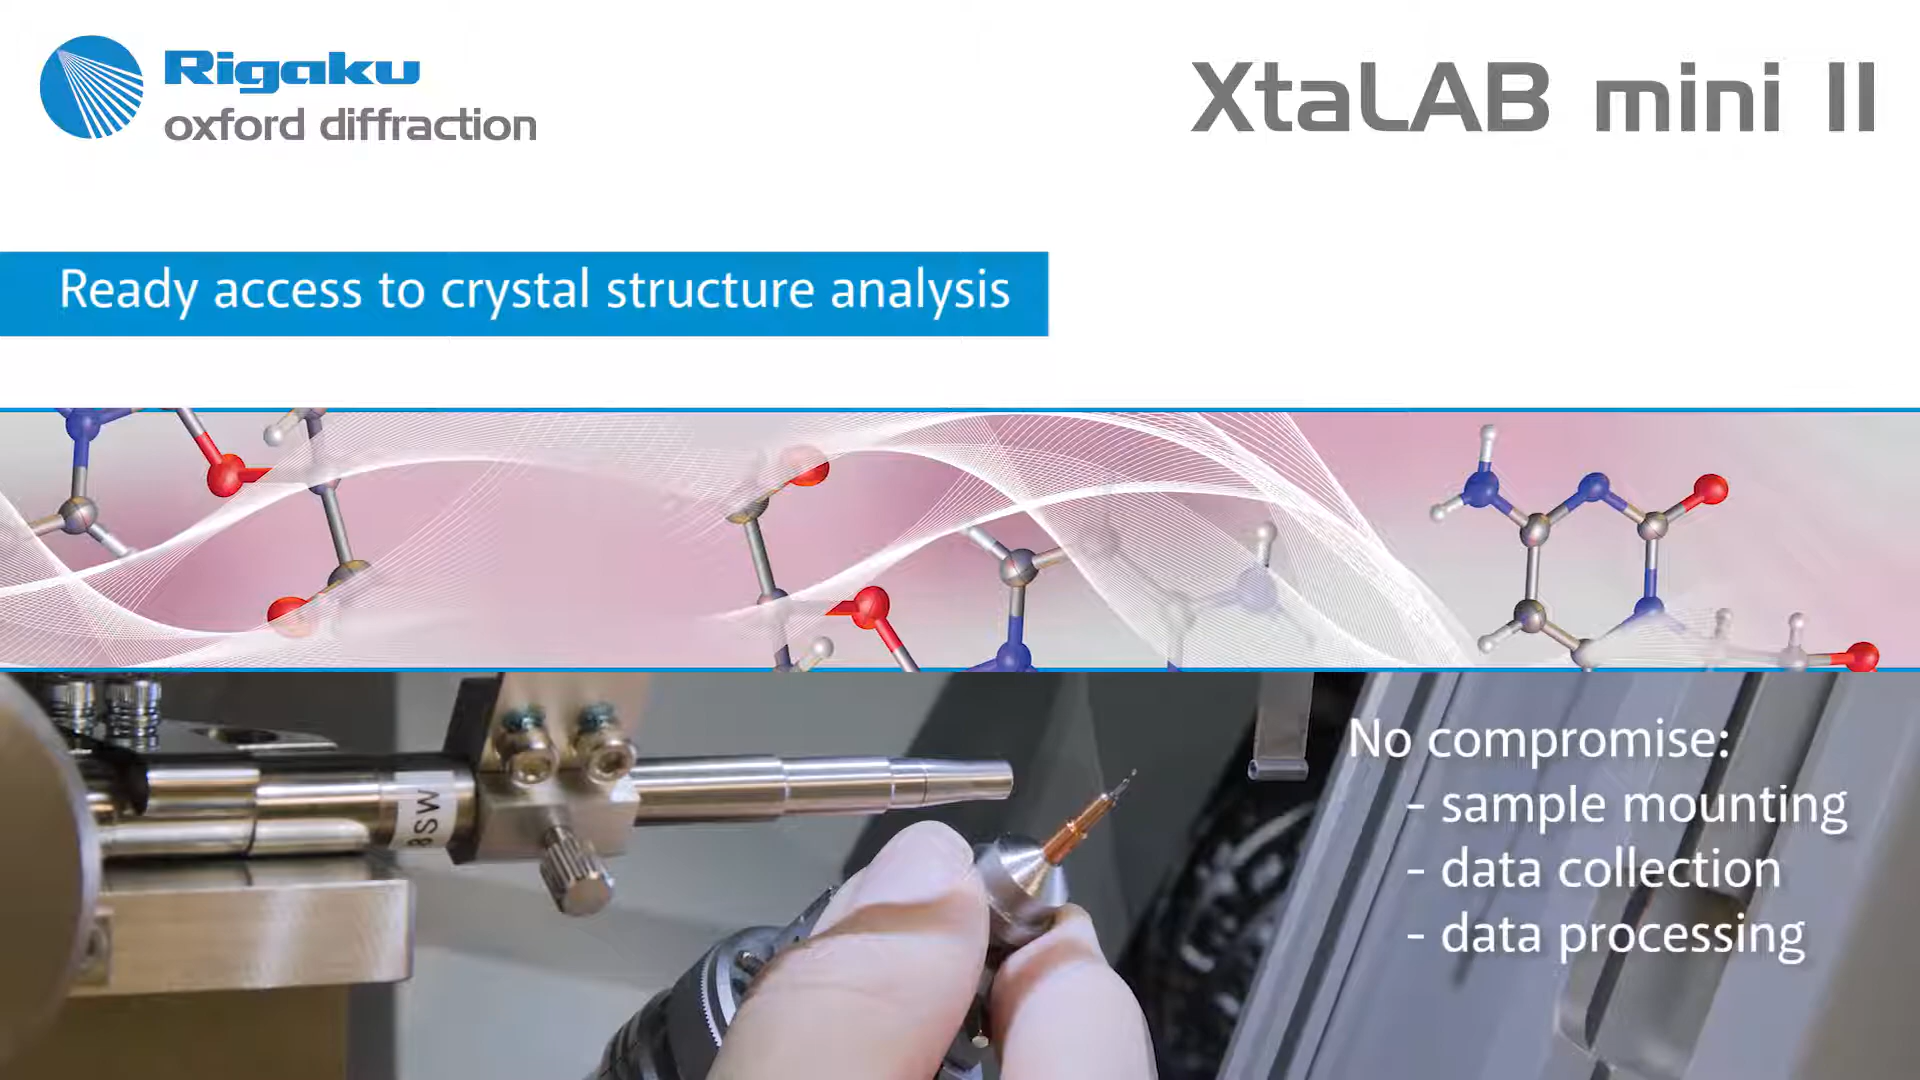 Rigaku
oxford diffraction
XtaLAB mini II
Ready access to crystal structure analysis
No compromise:
- sample mounting
- data collection
- data processing
BSW